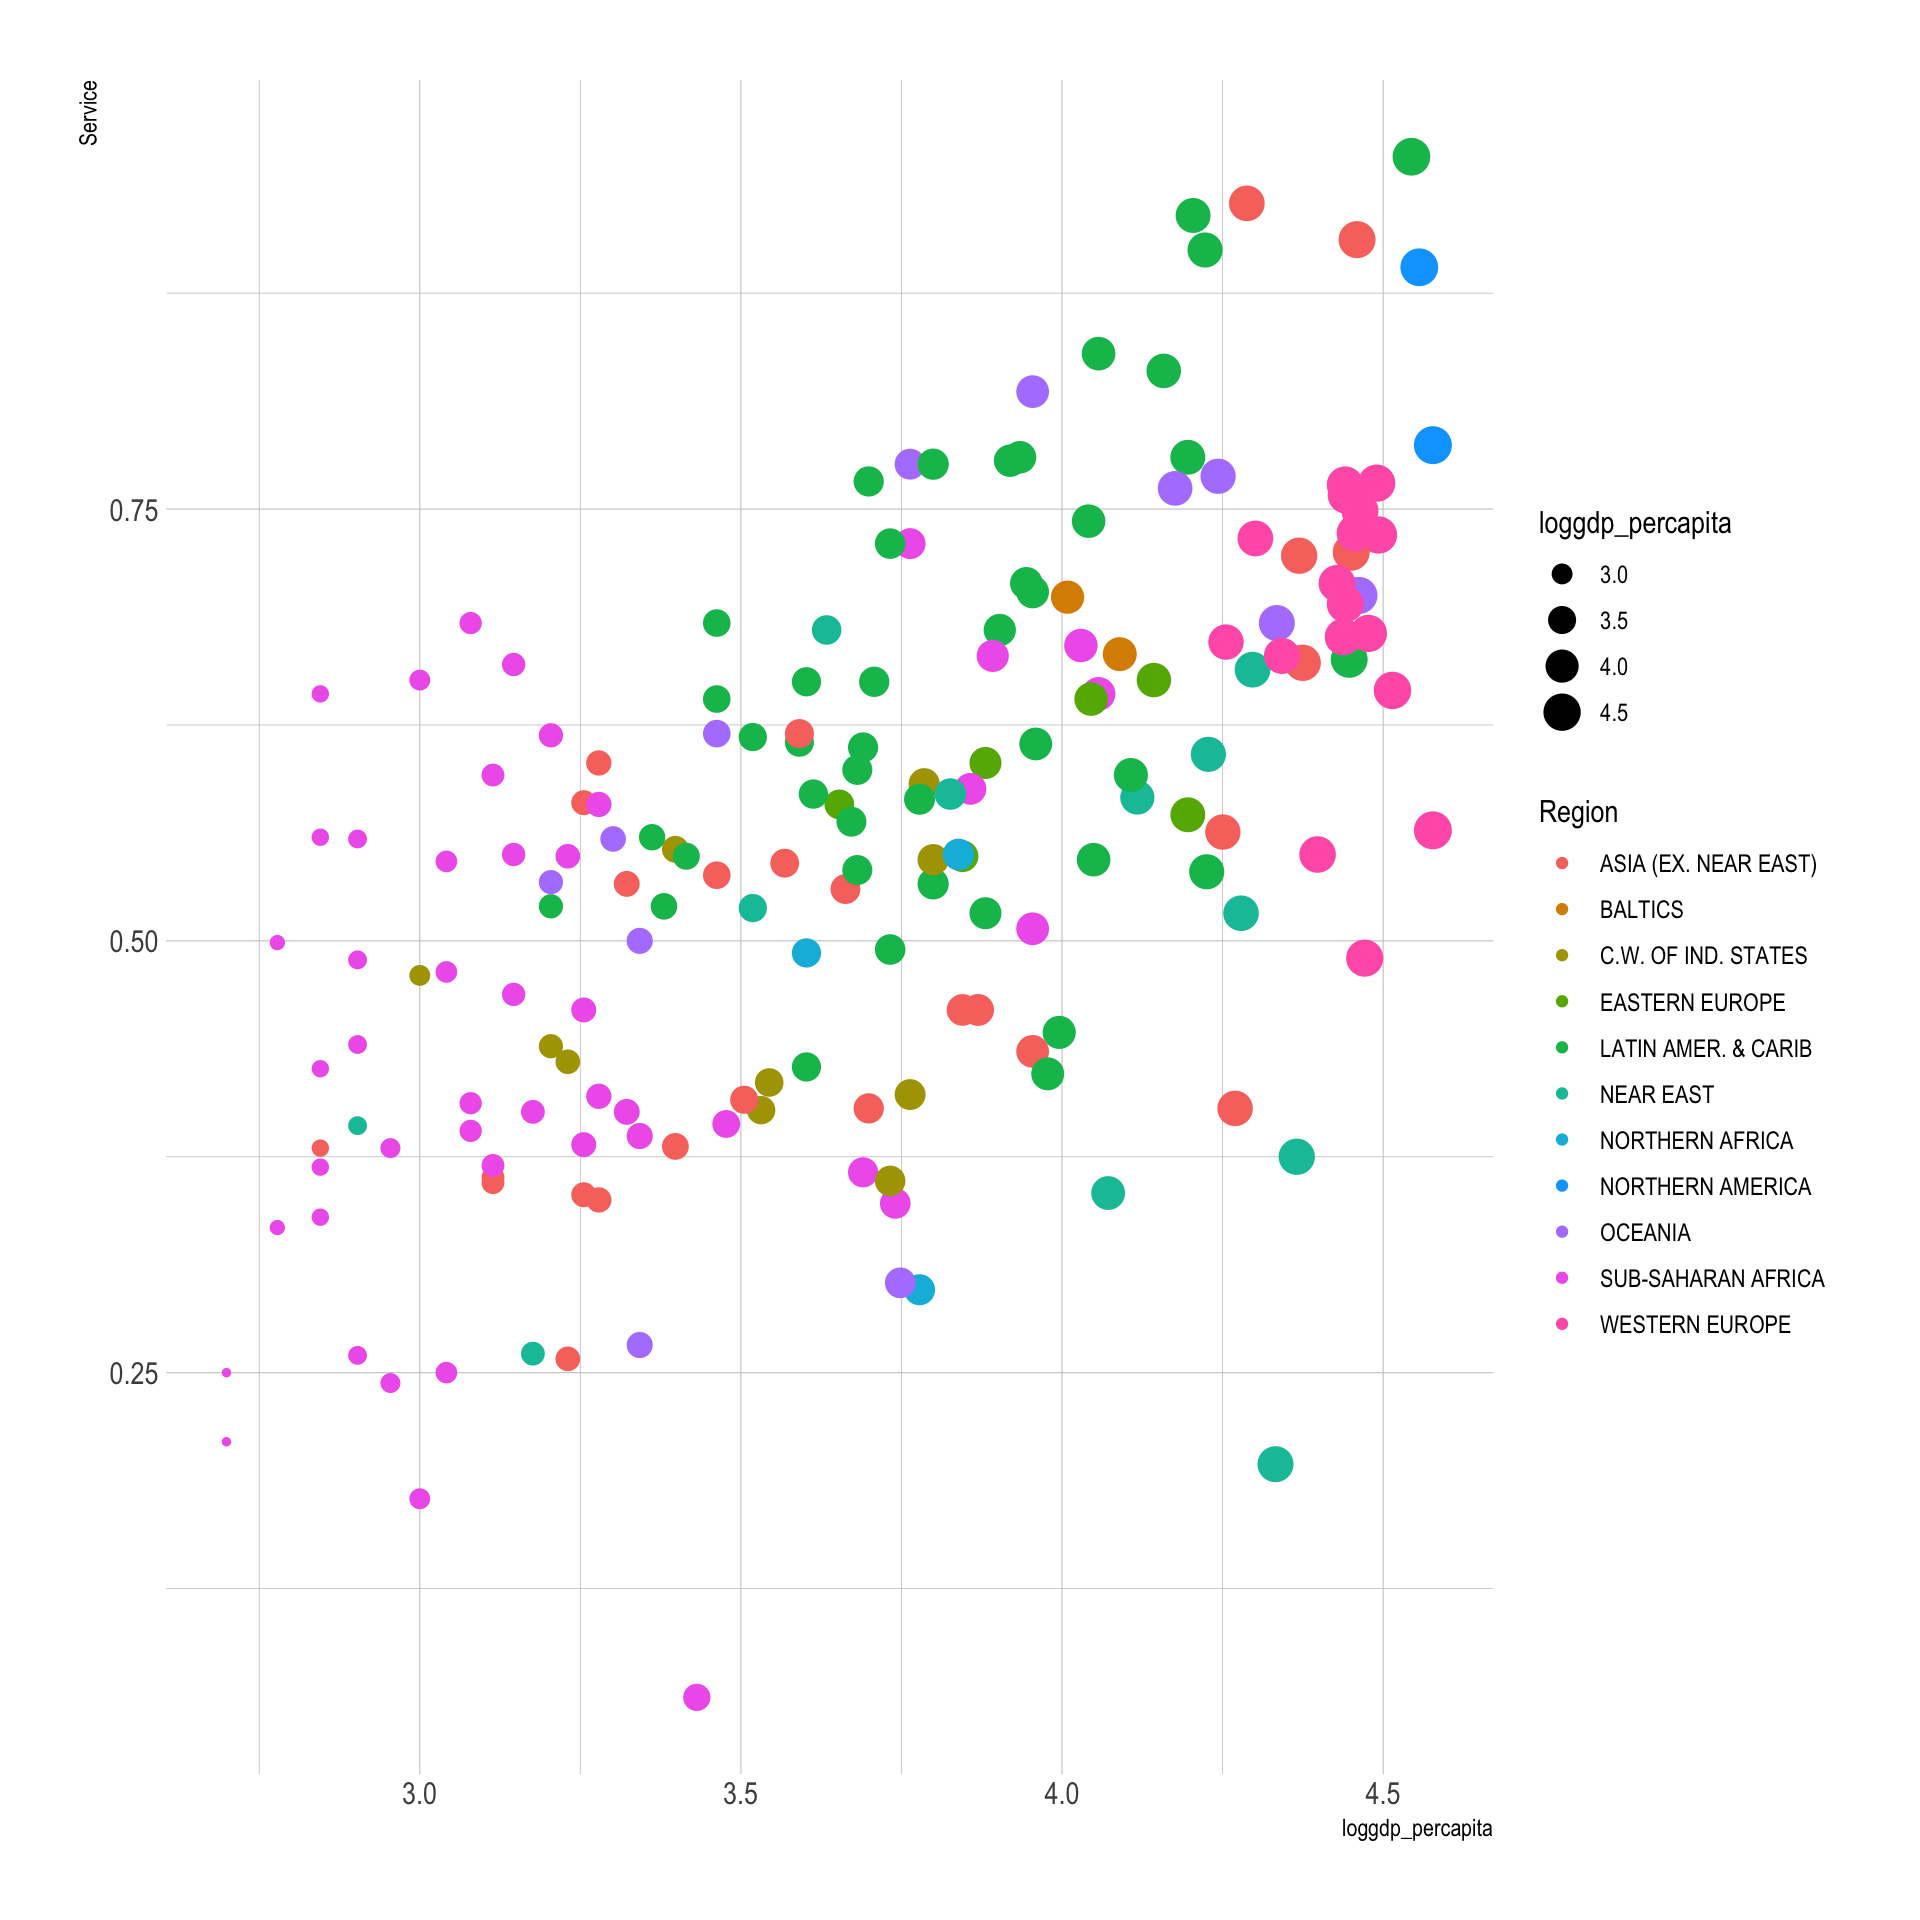 Service
0.75
0.50
0.25
3.0
3.5
4.0
4.5
loggdp_percapita
loggdp_percapita
3.0
3.5
4.0
4.5
Region
ASIA (EX. NEAR EAST)
BALTICS
C.W. OF IND. STATES
EASTERN EUROPE
LATIN AMER. & CARIB
NEAR EAST
NORTHERN AFRICA
NORTHERN AMERICA
OCEANIA
SUB-SAHARAN AFRICA
WESTERN EUROPE